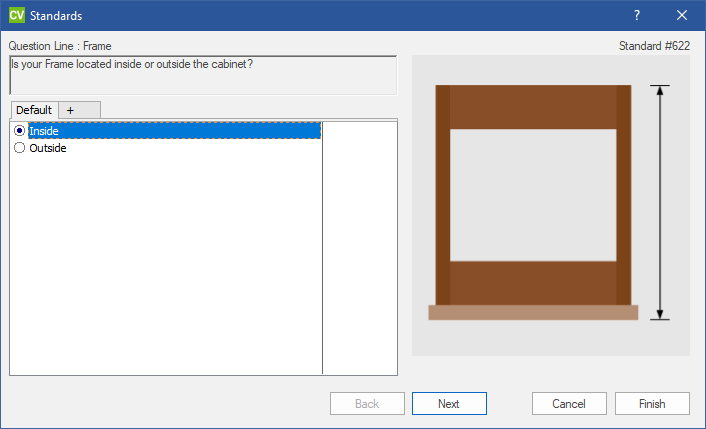 CV Standards ?
Question Line : Frame
Standard #622
Is your Frame located inside or outside the cabinet?
Default +
Inside
Outside
Back Next Cancel Finish